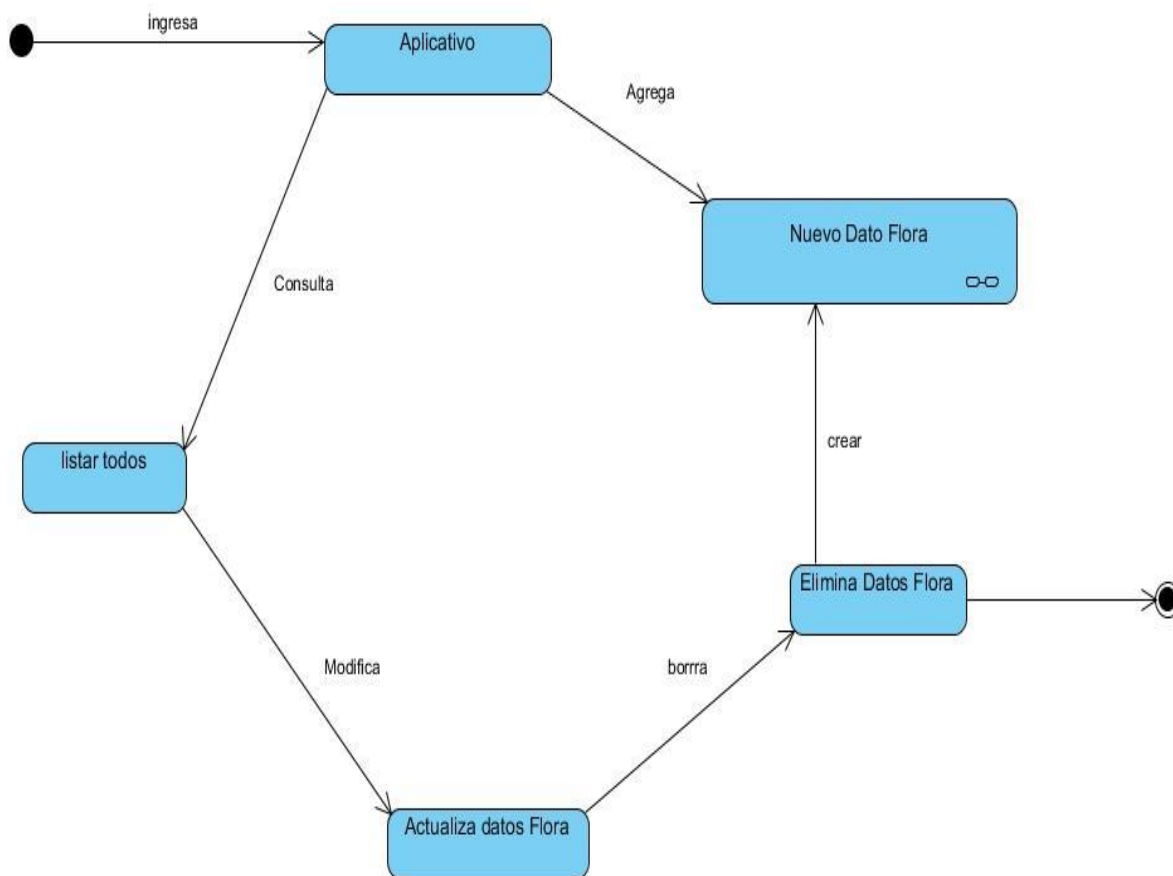 ingresa
Aplicativo
Agrega
Nuevo Dato Flora
Consulta
listar todos
crear
Elimina Datos Flora
Modifica
borrra
Actualiza datos Flora